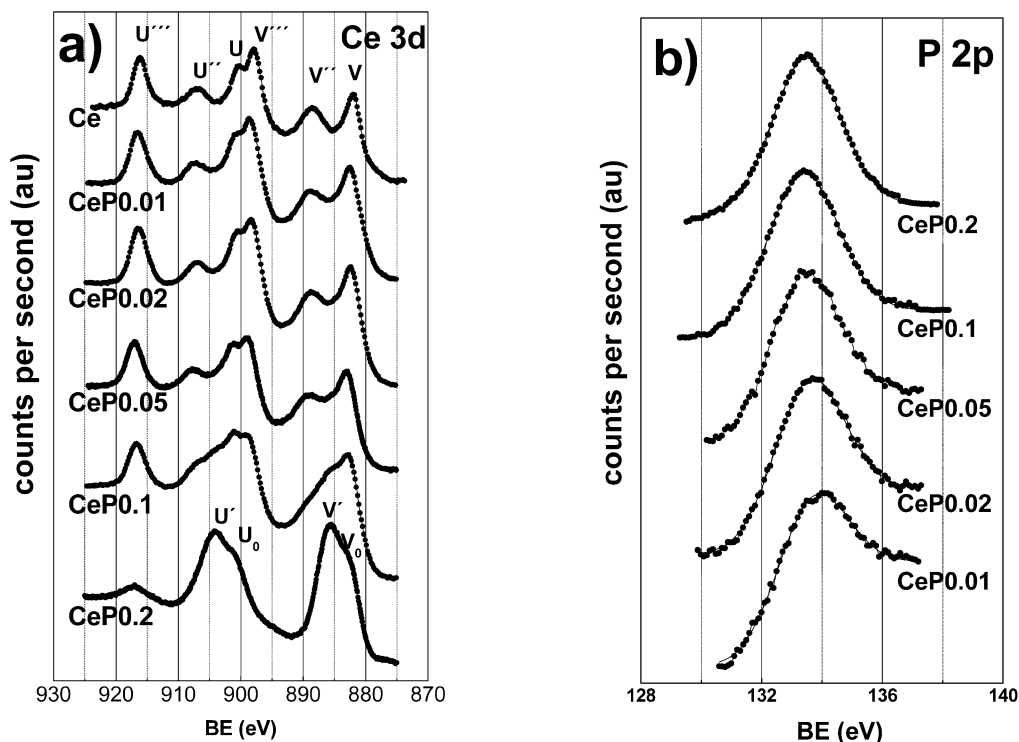 a)
Ce 3d
U´´´
U´´
U
V´´´
V´´
V
Ce
CeP0.01
CeP0.02
CeP0.05
CeP0.1
U´
U0
V´
V0
CeP0.2
counts per second (au)
930 920 910 900 890 880 870
BE (eV)
b)
P 2p
CeP0.2
CeP0.1
CeP0.05
CeP0.02
CeP0.01
counts per second (au)
128 132 136 140
BE (eV)